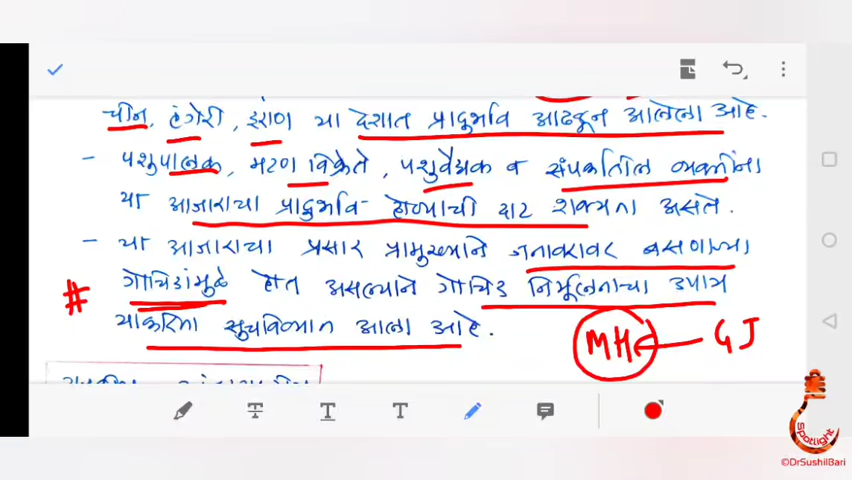 चीन, हंगेरी, इराण या देशात प्रादुर्भाव आढळून आलेला आहे.
- पशुपालक, मटण विक्रेते, पशुवैद्यक व संपर्कातील व्यक्तींना
या आजाराचा प्रादुर्भाव होण्याची दाट शक्यता असते.
- या आजाराचा प्रसार प्रामुख्याने जनावरावर बसणाऱ्या
# गोचिडांमुळे होत असल्याने गोचिड निर्मूलनाचा उपाय
याकरिता सुचविण्यात आला आहे.
MH GJ
Spotlight
©DrSushilBari